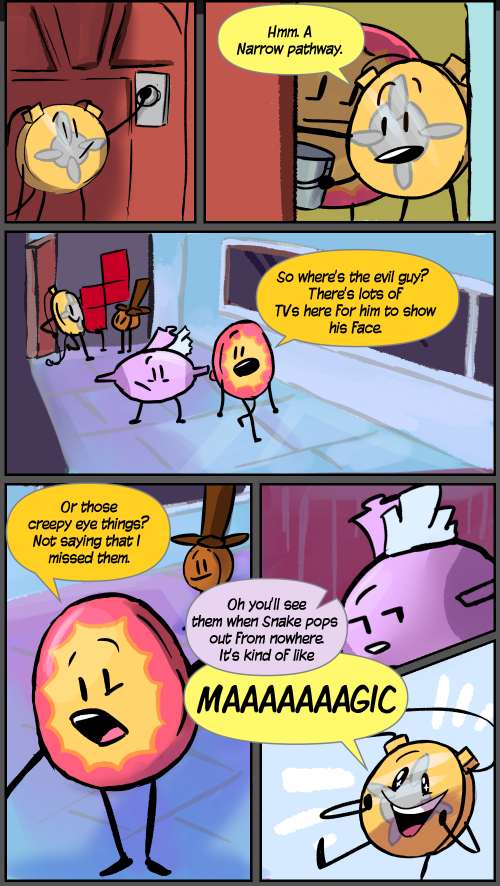 Hmm. A
Narrow pathway.
So where's the evil guy?
There's lots of
TVs here for him to show
his face.
Or those
creepy eye things?
Not saying that I
missed them.
Oh you'll see
them when Snake pops
out from nowhere.
It's kind of like
MAAAAAAAGIC